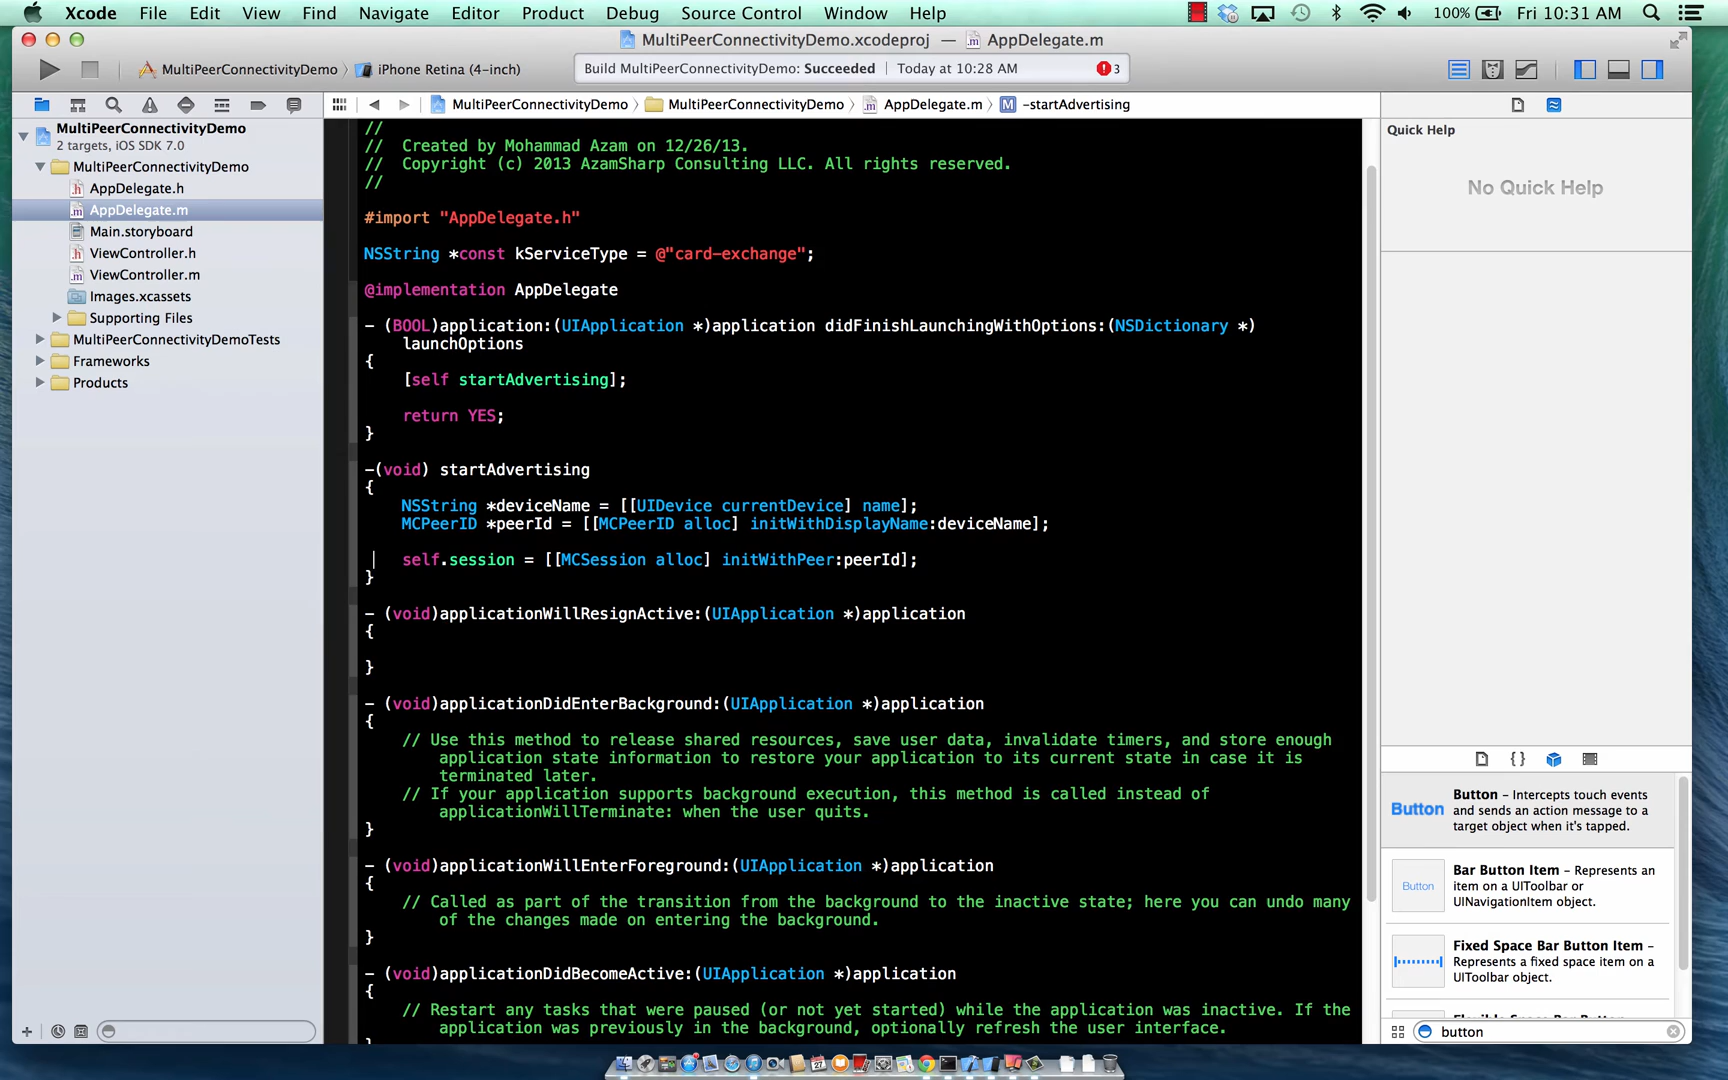 Xcode File Edit View Find Navigate Editor Product Debug Source Control Window Help 100% Fri 10:31 AM
MultiPeerConnectivityDemo.xcodeproj — AppDelegate.m
MultiPeerConnectivityDemo iPhone Retina (4-inch) Build MultiPeerConnectivityDemo: Succeeded Today at 10:28 AM 3
MultiPeerConnectivityDemo MultiPeerConnectivityDemo AppDelegate.m -startAdvertising
MultiPeerConnectivityDemo
2 targets, iOS SDK 7.0
MultiPeerConnectivityDemo
AppDelegate.h
AppDelegate.m
Main.storyboard
ViewController.h
ViewController.m
Images.xcassets
Supporting Files
MultiPeerConnectivityDemoTests
Frameworks
Products
//
//  Created by Mohammad Azam on 12/26/13.
//  Copyright (c) 2013 AzamSharp Consulting LLC. All rights reserved.
//
#import "AppDelegate.h"
NSString *const kServiceType = @"card-exchange";
@implementation AppDelegate
- (BOOL)application:(UIApplication *)application didFinishLaunchingWithOptions:(NSDictionary *)
launchOptions
{
[self startAdvertising];
return YES;
}
-(void) startAdvertising
{
NSString *deviceName = [[UIDevice currentDevice] name];
MCPeerID *peerId = [[MCPeerID alloc] initWithDisplayName:deviceName];
self.session = [[MCSession alloc] initWithPeer:peerId];
}
- (void)applicationWillResignActive:(UIApplication *)application
{
}
- (void)applicationDidEnterBackground:(UIApplication *)application
{
// Use this method to release shared resources, save user data, invalidate timers, and store enough
application state information to restore your application to its current state in case it is
terminated later.
// If your application supports background execution, this method is called instead of
applicationWillTerminate: when the user quits.
}
- (void)applicationWillEnterForeground:(UIApplication *)application
{
// Called as part of the transition from the background to the inactive state; here you can undo many
of the changes made on entering the background.
}
- (void)applicationDidBecomeActive:(UIApplication *)application
{
// Restart any tasks that were paused (or not yet started) while the application was inactive. If the
application was previously in the background, optionally refresh the user interface.
Quick Help
No Quick Help
Button
Button – Intercepts touch events
and sends an action message to a
target object when it's tapped.
Button
Bar Button Item – Represents an
item on a UIToolbar or
UINavigationItem object.
Fixed Space Bar Button Item –
Represents a fixed space item on a
UIToolbar object.
button